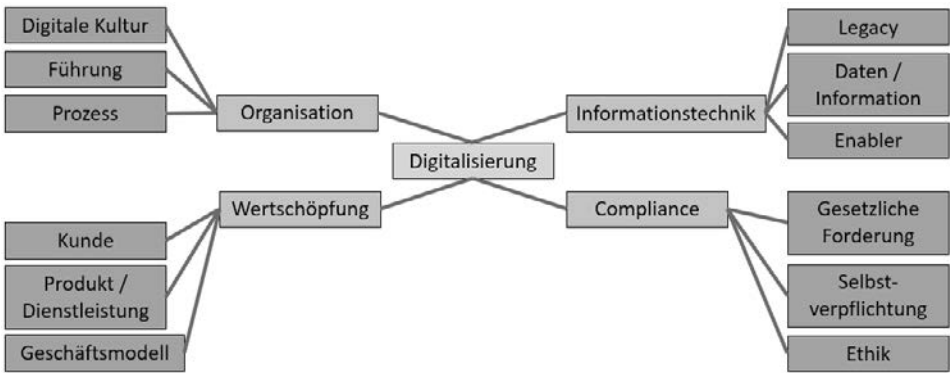 Digitale Kultur
Führung
Prozess
Organisation
Informationstechnik
Legacy
Daten /
Information
Enabler
Digitalisierung
Wertschöpfung
Compliance
Kunde
Produkt /
Dienstleistung
Geschäftsmodell
Gesetzliche
Forderung
Selbst-
verpflichtung
Ethik